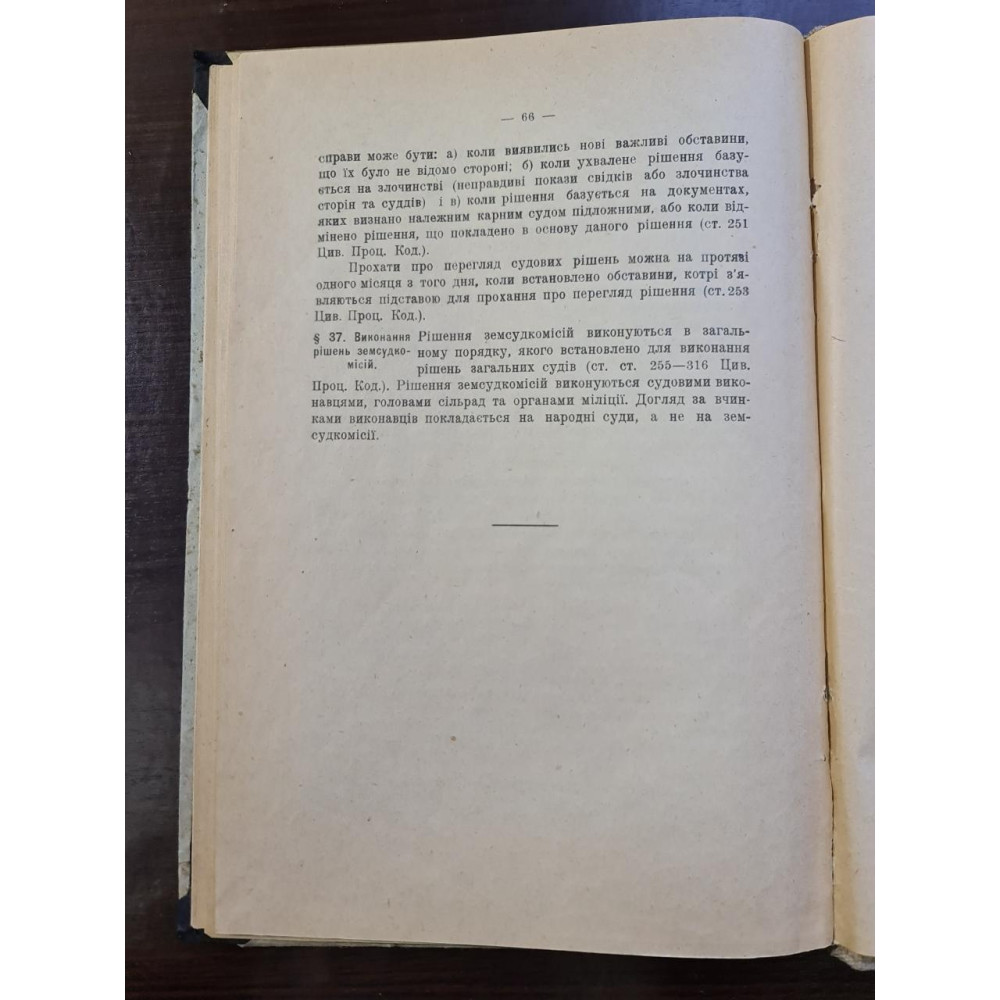 — 66 —
справи може бути: а) коли виявились нові важливі обставини,
що їх було не відомо стороні; б) коли ухвалене рішення базу-
ється на злочинстві (неправдиві покази свідків або злочинства
сторін та суддів) і в) коли рішення базується на документах,
яких визнано належним карним судом підложними, або коли від-
мінено рішення, що покладено в основу даного рішення (ст. 251
Цив. Проц. Код.).
Прохати про перегляд судових рішень можна на протязі
одного місяця з того дня, коли встановлено обставини, котрі з'я-
вляються підставою для прохання про перегляд рішення (ст. 253
Цив. Проц. Код.).
§ 37. Виконання Рішення земсудкомісій виконуються в загаль-
рішень земсудко- ному порядку, якого встановлено для виконання
місій. рішень загальних судів (ст. ст. 255—316 Цив.
Проц. Код.). Рішення земсудкомісій виконуються судовими вико-
навцями, головами сільрад та органами міліції. Догляд за вчин-
ками виконавців покладається на народні суди, а не на зем-
судкомісії.